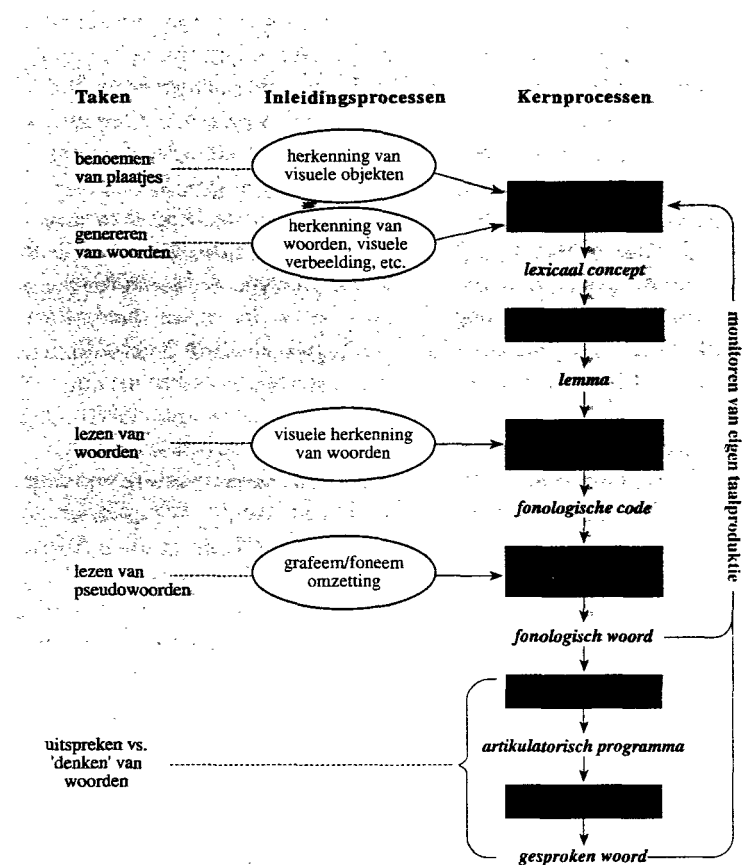 Taken
Inleidingsprocessen
Kernprocessen
benoemen
van plaatjes
herkenning van
visuele objekten
genereren
van woorden
herkenning van
woorden, visuele
verbeelding, etc.
lexicaal concept
lemma
lezen van
woorden
visuele herkenning
van woorden
fonologische code
lezen van
pseudowoorden
grafeem/foneem
omzetting
fonologisch woord
uitspreken vs.
'denken' van
woorden
artikulatorisch programma
gesproken woord
monitoren van eigen taalproduktie